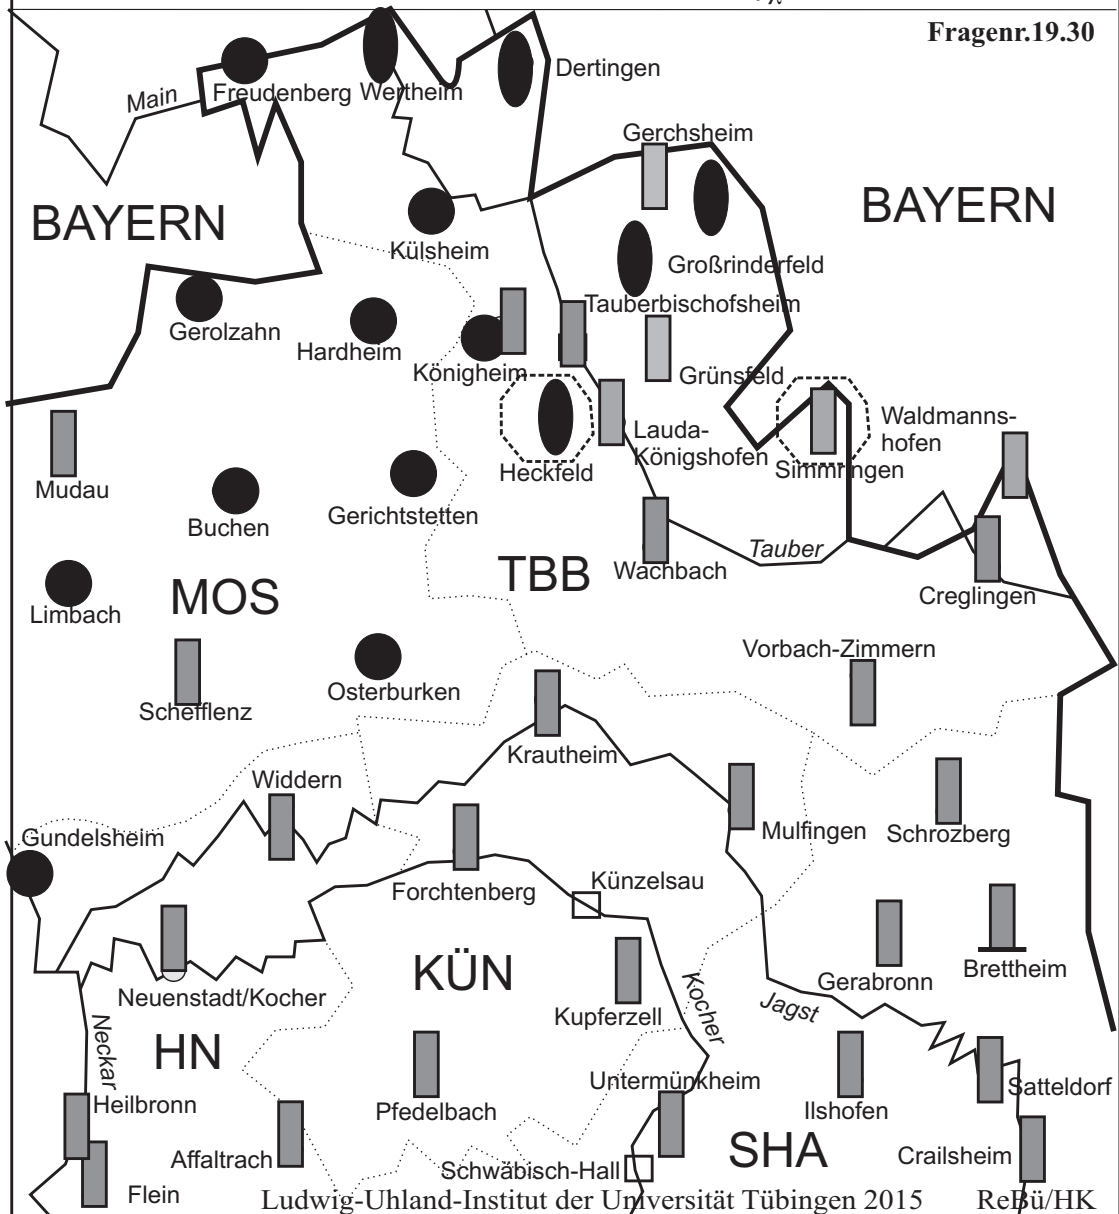 Fragenr.19.30
Dertingen
Freudenberg
Wertheim
Main
Gerchsheim
BAYERN
BAYERN
Külsheim
Großrinderfeld
Tauberbischofsheim
Gerolzahn
Hardheim
Königheim
Grünsfeld
Waldmanns-
hofen
Lauda-
Königshofen
Simmringen
Heckfeld
Mudau
Buchen
Gerichtstetten
Tauber
Wachbach
TBB
MOS
Creglingen
Limbach
Vorbach-Zimmern
Osterburken
Schefflenz
Krautheim
Widdern
Gundelsheim
Mulfingen
Schrozberg
Künzelsau
Forchtenberg
KÜN
Gerabronn
Brettheim
Neuenstadt/Kocher
Kupferzell
Kocher
Jagst
HN
Neckar
Untermünkheim
Satteldorf
Heilbronn
Pfedelbach
Ilshofen
SHA
Affaltrach
Crailsheim
Schwäbisch-Hall
Flein
Ludwig-Uhland-Institut der Universität Tübingen 2015
ReBü/HK